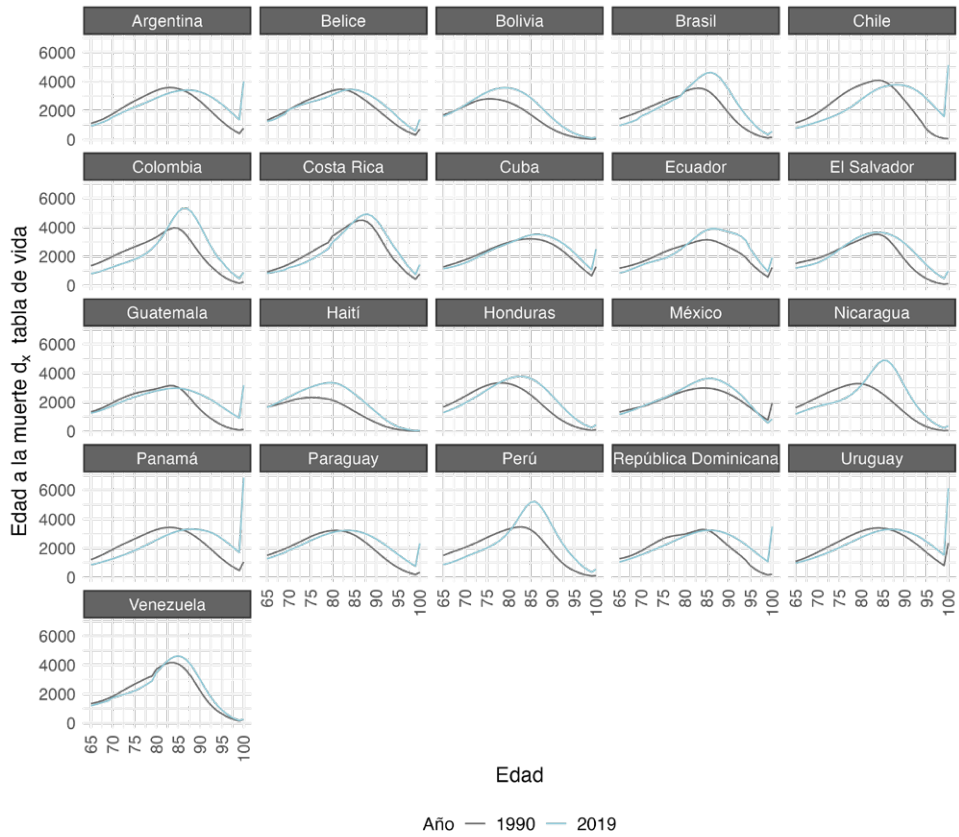 Argentina Belice Bolivia Brasil Chile
6000
4000
2000
0
Colombia Costa Rica Cuba Ecuador El Salvador
6000
4000
2000
0
Guatemala Haití Honduras México Nicaragua
6000
4000
2000
0
Panamá Paraguay Perú República Dominicana Uruguay
6000
4000
2000
0
65 70 75 80 85 90 95 100 65 70 75 80 85 90 95 100 65 70 75 80 85 90 95 100 65 70 75 80 85 90 95 100
Venezuela
6000
4000
2000
0
65 70 75 80 85 90 95 100
Edad a la muerte dₓ tabla de vida
Edad
Año 1990 2019